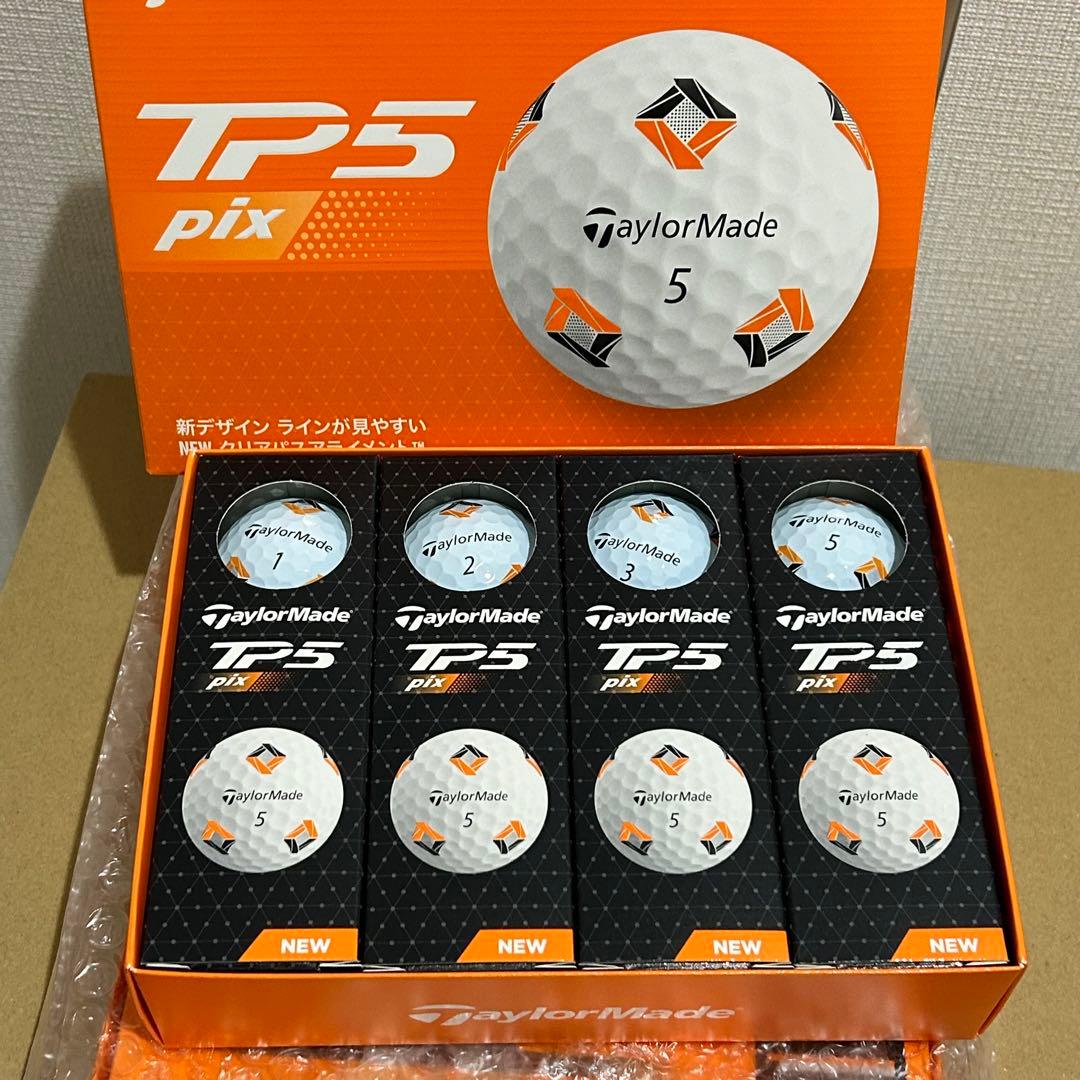 TP5
pix
TaylorMade
5
新デザイン ラインが見やすい
NEW クリアパスアライメント™
TaylorMade
1
TaylorMade
2
TaylorMade
3
TaylorMade
5
TaylorMade TaylorMade TaylorMade TaylorMade
TP5 TP5 TP5 TP5
pix pix pix pix
TaylorMade TaylorMade TaylorMade TaylorMade
5 5 5 5
NEW NEW NEW NEW
TaylorMade